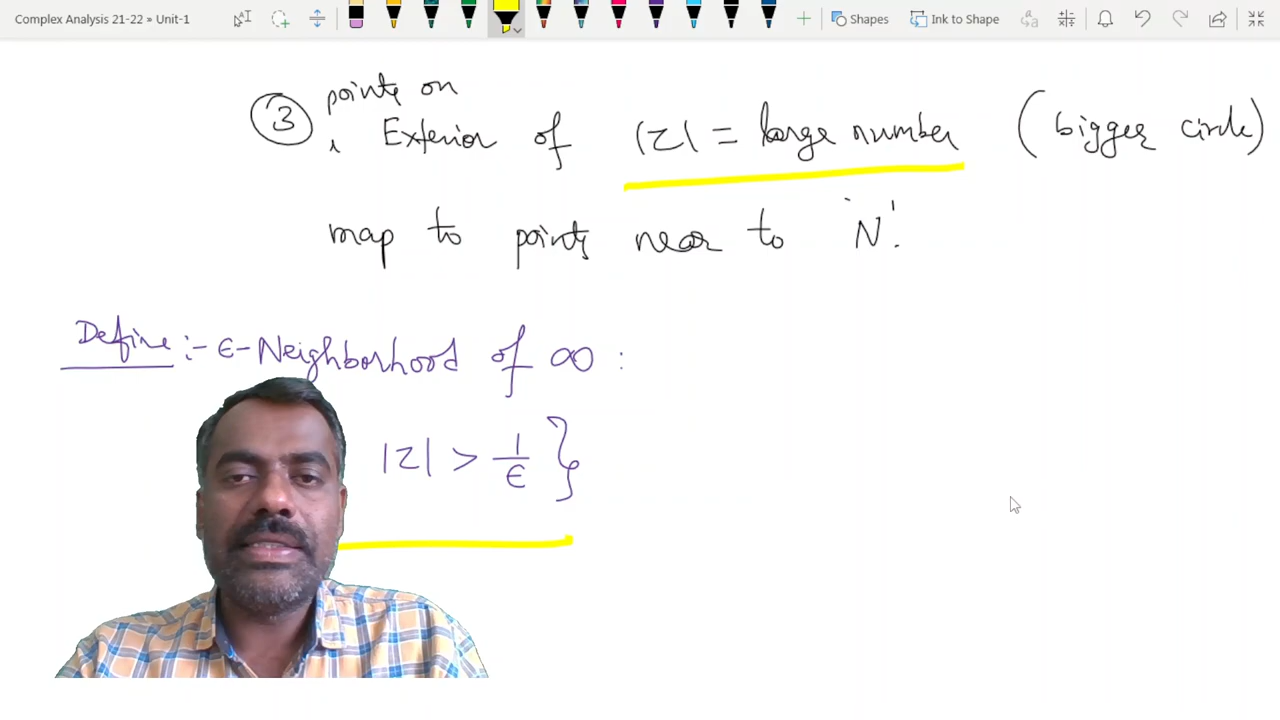 Complex Analysis 21-22 » Unit-1
Shapes
Ink to Shape
③ points on
Exterior of |z| = large number (bigger circle)
map to points near to 'N'.
Define :- ϵ-Neighborhood of ∞ :
|z| > 1/ϵ }